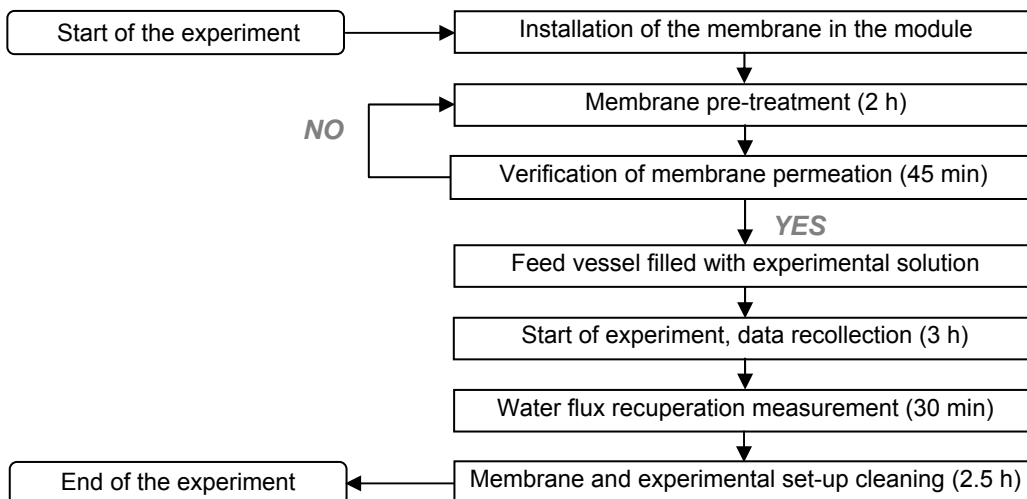 Start of the experiment
Installation of the membrane in the module
Membrane pre-treatment (2 h)
NO
Verification of membrane permeation (45 min)
YES
Feed vessel filled with experimental solution
Start of experiment, data recollection (3 h)
Water flux recuperation measurement (30 min)
Membrane and experimental set-up cleaning (2.5 h)
End of the experiment